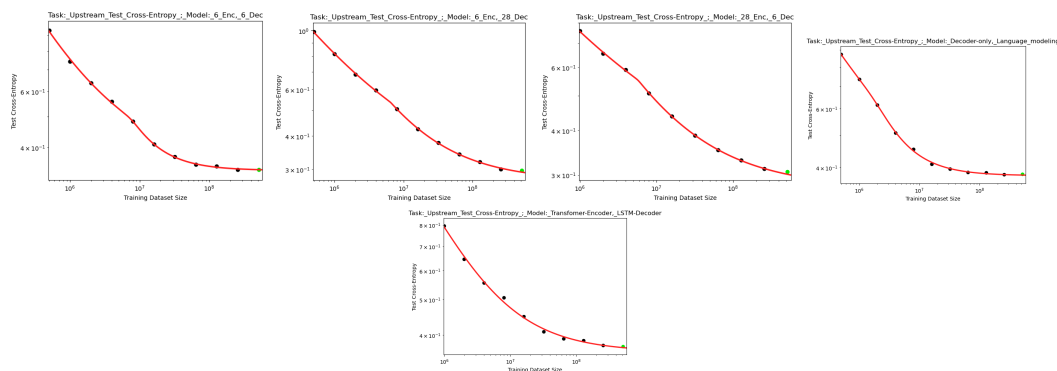 Task:_Upstream_Test_Cross-Entropy_;_Model:_6_Enc,_6_Dec
Test Cross-Entropy
6 × 10⁻¹
4 × 10⁻¹
10⁶
10⁷
10⁸
Training Dataset Size
Task:_Upstream_Test_Cross-Entropy_;_Model:_6_Enc,_28_Dec
Test Cross-Entropy
10⁰
6 × 10⁻¹
4 × 10⁻¹
3 × 10⁻¹
10⁶
10⁷
10⁸
Training Dataset Size
Task:_Upstream_Test_Cross-Entropy_;_Model:_28_Enc,_6_Dec
Test Cross-Entropy
6 × 10⁻¹
4 × 10⁻¹
3 × 10⁻¹
10⁶
10⁷
10⁸
Training Dataset Size
Task:_Upstream_Test_Cross-Entropy_;_Model:_Decoder-only,_Language_modeling
Test Cross-Entropy
6 × 10⁻¹
4 × 10⁻¹
10⁶
10⁷
10⁸
Training Dataset Size
Task:_Upstream_Test_Cross-Entropy_;_Model:_Transfomer-Encoder,_LSTM-Decoder
Test Cross-Entropy
8 × 10⁻¹
7 × 10⁻¹
6 × 10⁻¹
5 × 10⁻¹
4 × 10⁻¹
10⁶
10⁷
10⁸
Training Dataset Size